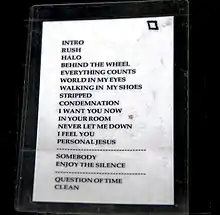 INTRO
RUSH
HALO
BEHIND THE WHEEL
EVERYTHING COUNTS
WORLD IN MY EYES
WALKING IN MY SHOES
STRIPPED
CONDEMNATION
I WANT YOU NOW
IN YOUR ROOM
NEVER LET ME DOWN
I FEEL YOU
PERSONAL JESUS
SOMEBODY
ENJOY THE SILENCE
QUESTION OF TIME
CLEAN